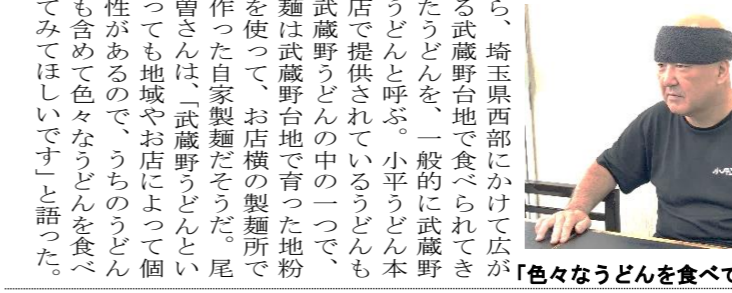 ら、埼玉県西部にかけて広が
る武蔵野台地で食べられてき
たうどんを、一般的に武蔵野
うどんと呼ぶ。小平うどん本
店で提供されているうどんも
武蔵野うどんの中の一つで、
麺は武蔵野台地で育った地粉
を使って、お店横の製麺所で
作った自家製麺だそうだ。尾
曽さんは、「武蔵野うどんとい
っても地域やお店によって個
性があるので、うちのうどん
も含めて色々なうどんを食べ
てみてほしいです」と語った。
「色々なうどんを食べて